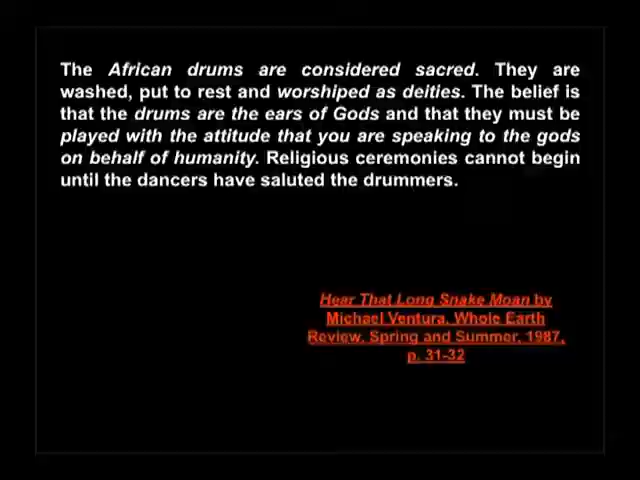 The African drums are considered sacred. They are
washed, put to rest and worshiped as deities. The belief is
that the drums are the ears of Gods and that they must be
played with the attitude that you are speaking to the gods
on behalf of humanity. Religious ceremonies cannot begin
until the dancers have saluted the drummers.
Hear That Long Snake Moan by
Michael Ventura, Whole Earth
Review, Spring and Summer, 1987,
p. 31-32